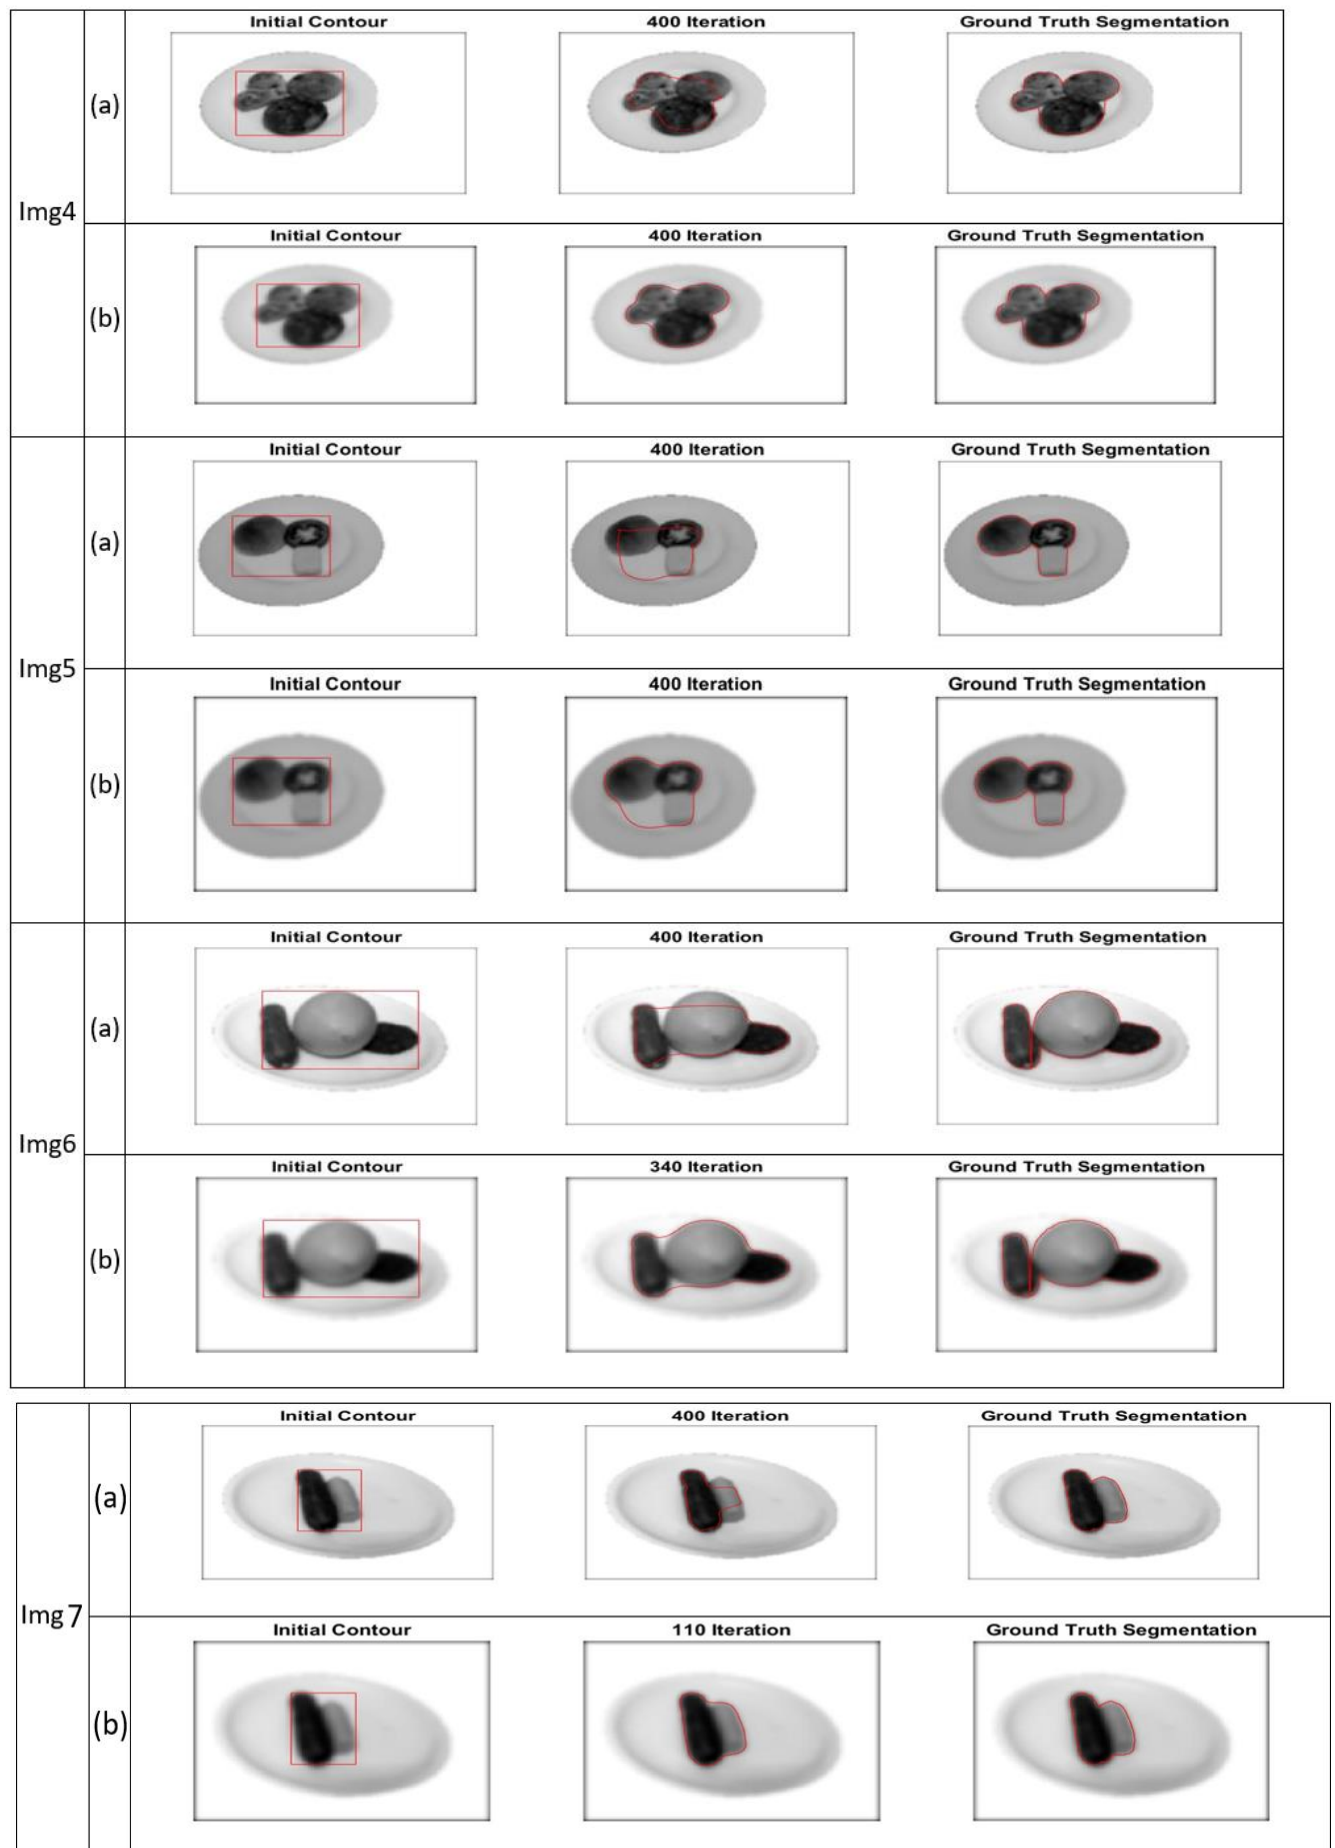 Img4
(a)
Initial Contour
400 Iteration
Ground Truth Segmentation
(b)
Initial Contour
400 Iteration
Ground Truth Segmentation
Img5
(a)
Initial Contour
400 Iteration
Ground Truth Segmentation
(b)
Initial Contour
400 Iteration
Ground Truth Segmentation
Img6
(a)
Initial Contour
400 Iteration
Ground Truth Segmentation
(b)
Initial Contour
340 Iteration
Ground Truth Segmentation
Img7
(a)
Initial Contour
400 Iteration
Ground Truth Segmentation
(b)
Initial Contour
110 Iteration
Ground Truth Segmentation